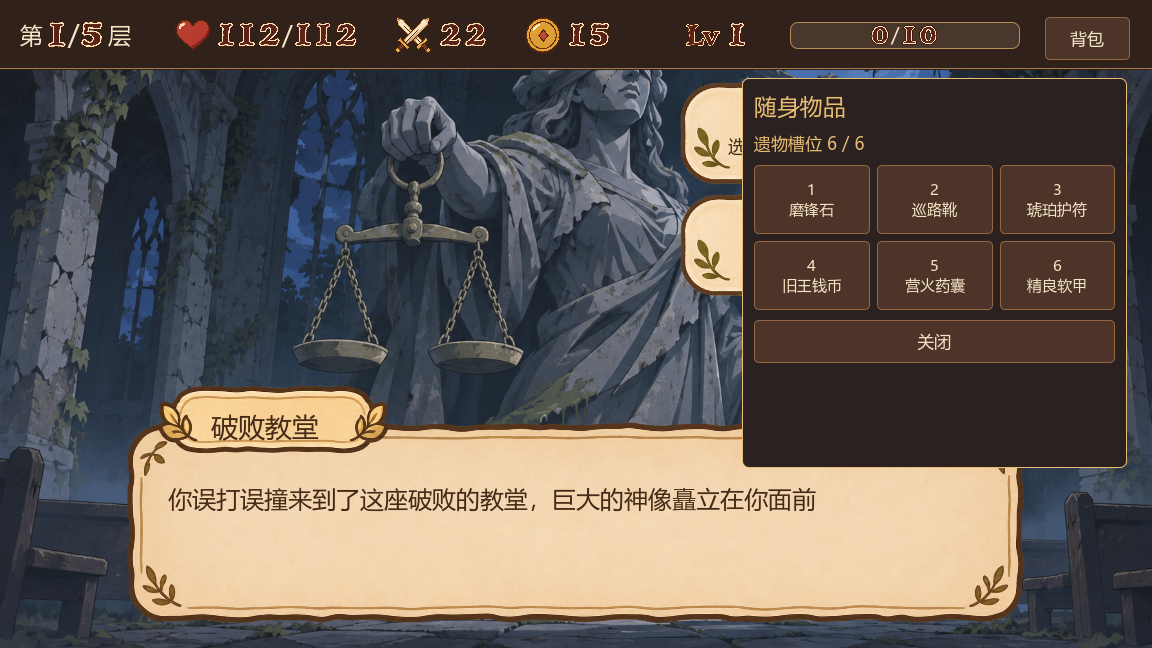 第1/5层 112/112 22 15 Lv 1 0/10 背包
随身物品
遗物槽位 6 / 6
1 2 3
磨锋石 巡路靴 琥珀护符
4 5 6
旧王钱币 营火药囊 精良软甲
关闭
选
破败教堂
你误打误撞来到了这座破败的教堂，巨大的神像矗立在你面前